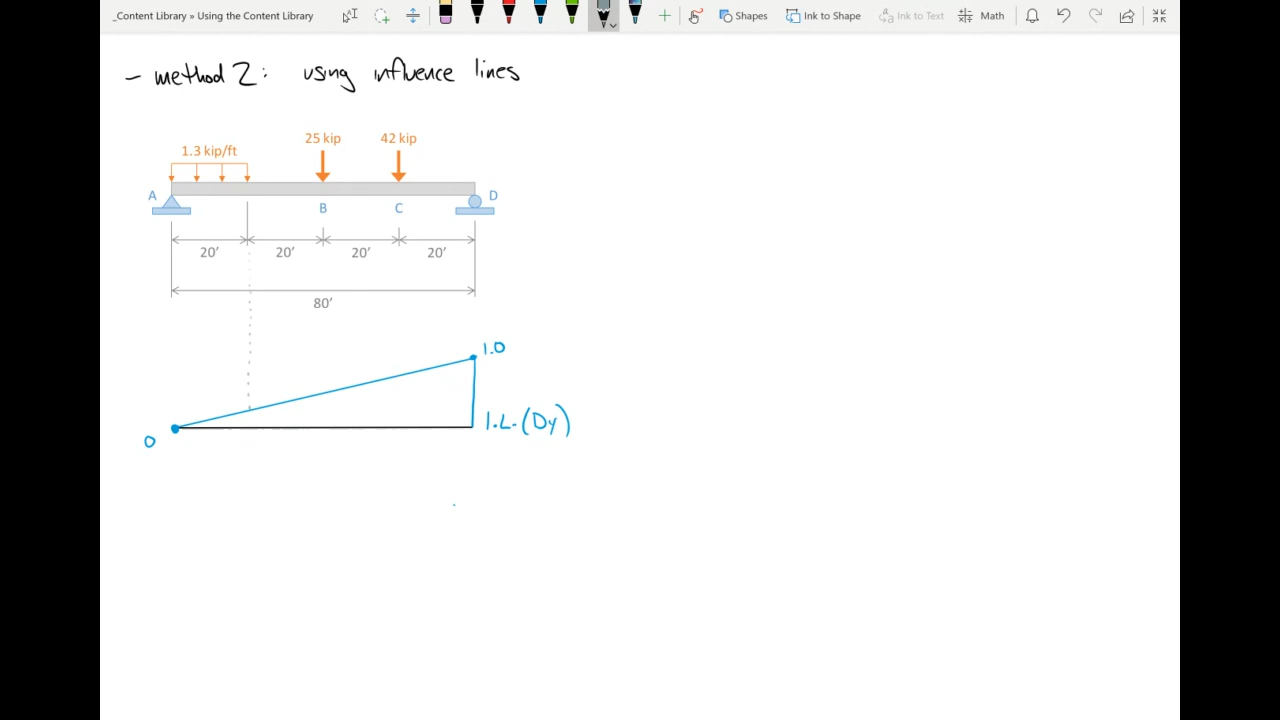 _Content Library » Using the Content Library
Shapes
Ink to Shape
Ink to Text
Math
- method 2: using influence lines
25 kip 42 kip
1.3 kip/ft
A D
B C
20' 20' 20' 20'
80'
1.0
I.L. (Dy)
0